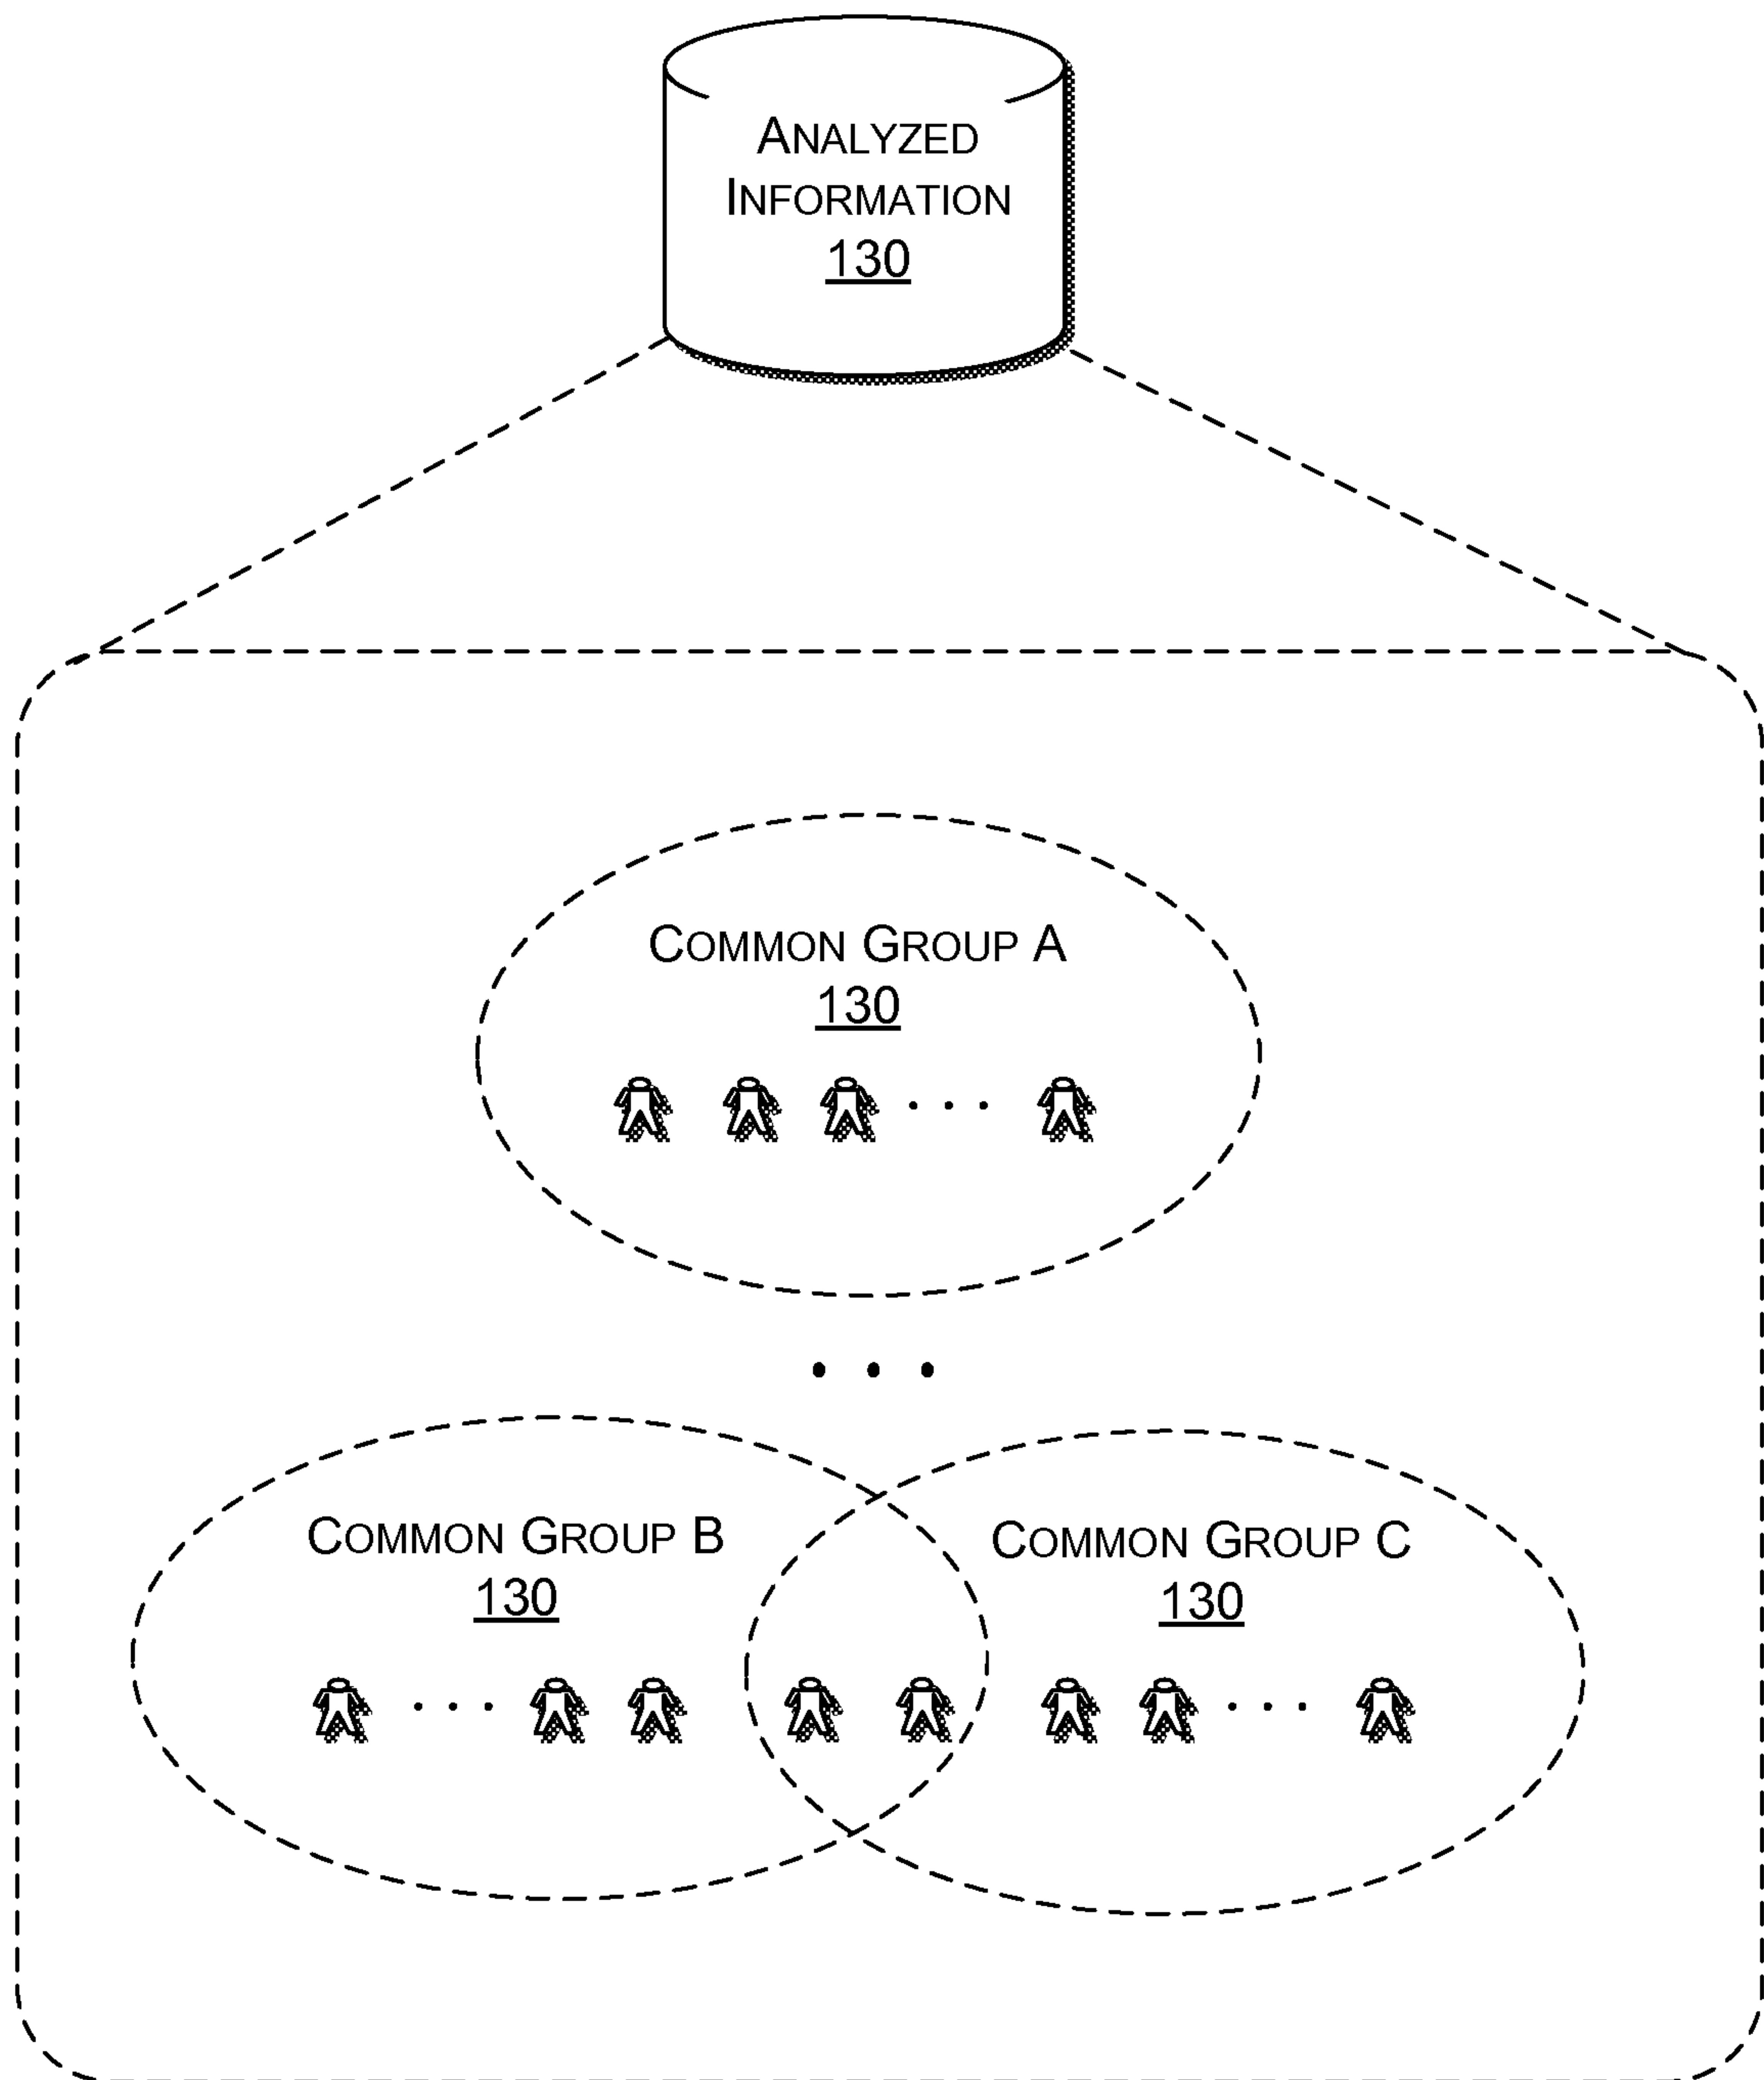 ANALYZED
INFORMATION
130
COMMON GROUP A
130
. . .
. . .
COMMON GROUP B
130
COMMON GROUP C
130
. . .
. . .